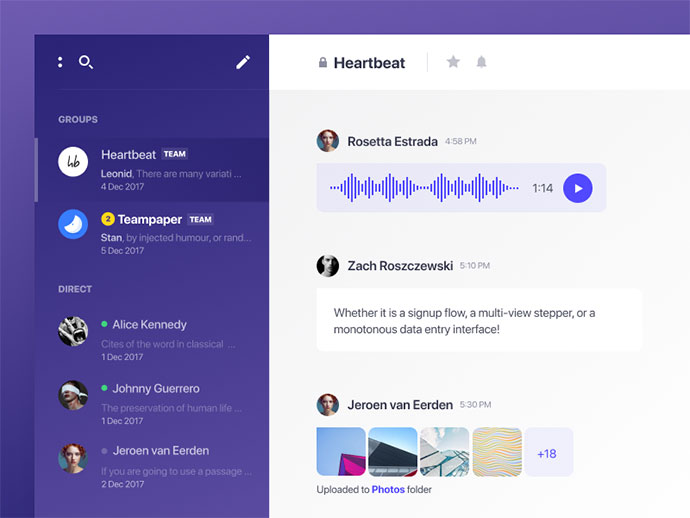 GROUPS
hb
Heartbeat TEAM
Leonid, There are many variati ...
4 Dec 2017
2 Teampaper TEAM
Stan, by injected humour, or rand...
5 Dec 2017
DIRECT
Alice Kennedy
Cites of the word in classical ...
1 Dec 2017
Johnny Guerrero
The preservation of human life ...
1 Dec 2017
Jeroen van Eerden
If you are going to use a passage ...
2 Dec 2017
Heartbeat
Rosetta Estrada 4:58 PM
1:14
Zach Roszczewski 5:10 PM
Whether it is a signup flow, a multi-view stepper, or a
monotonous data entry interface!
Jeroen van Eerden 5:30 PM
+18
Uploaded to Photos folder